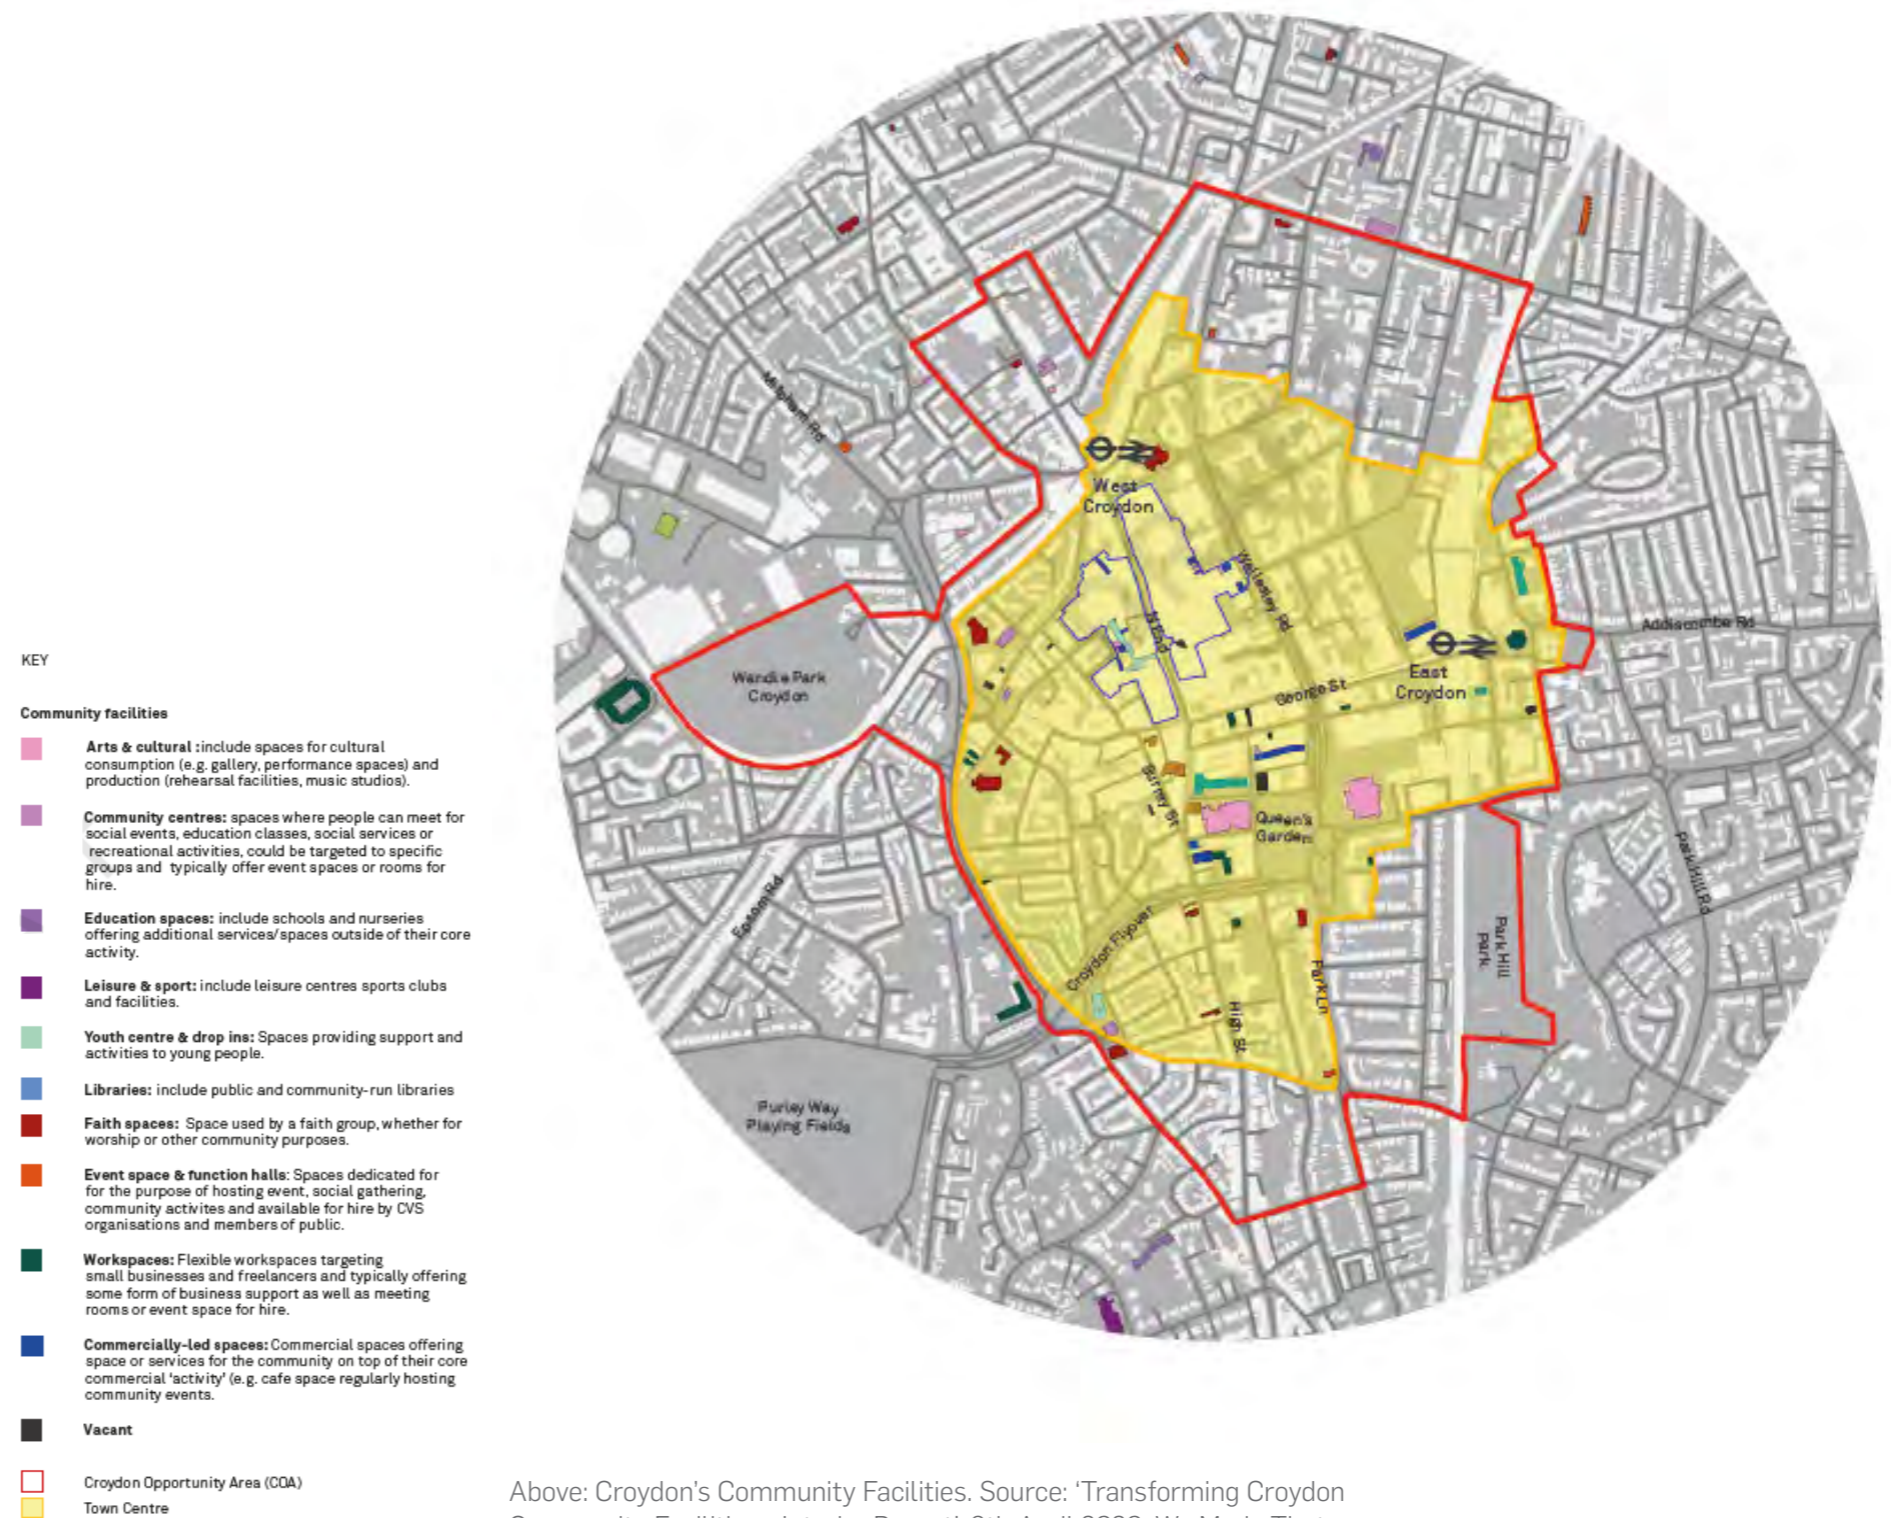 KEY
Community facilities
Arts & cultural :include spaces for cultural
consumption (e.g. gallery, performance spaces) and
production (rehearsal facilities, music studios).
Community centres: spaces where people can meet for
social events, education classes, social services or
recreational activities, could be targeted to specific
groups and typically offer event spaces or rooms for
hire.
Education spaces: include schools and nurseries
offering additional services/spaces outside of their core
activity.
Leisure & sport: include leisure centres sports clubs
and facilities.
Youth centre & drop ins: Spaces providing support and
activities to young people.
Libraries: include public and community-run libraries
Faith spaces: Space used by a faith group, whether for
worship or other community purposes.
Event space & function halls: Spaces dedicated for
for the purpose of hosting event, social gathering,
community activites and available for hire by CVS
organisations and members of public.
Workspaces: Flexible workspaces targeting
small businesses and freelancers and typically offering
some form of business support as well as meeting
rooms or event space for hire.
Commercially-led spaces: Commercial spaces offering
space or services for the community on top of their core
commercial 'activity' (e.g. cafe space regularly hosting
community events.
Vacant
Croydon Opportunity Area (COA)
Town Centre
Mitcham Rd
West
Croydon
Wellesley Rd
N End
Addiscombe Rd
East
Croydon
George St
Wandle Park
Croydon
Surrey St
Queen's
Garden
Park Hill Rd
Epsom Rd
Croydon Flyover
Park Hill
Park
Park Ln
High St
Purley Way
Playing Fields
Above: Croydon's Community Facilities. Source: 'Transforming Croydon